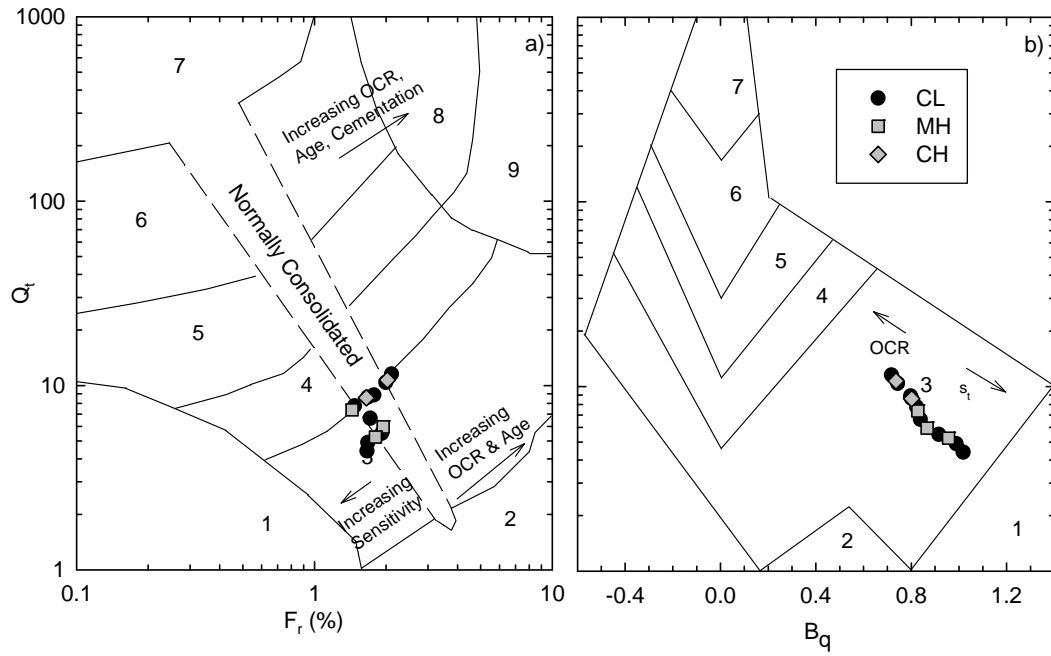 1000
100
10
1
Q_t
0.1
1
10
F_r (%)
a)
7
8
9
6
5
4
3
1
2
Increasing OCR,
Age, Cementation
Normally Consolidated
Increasing
OCR & Age
Increasing
Sensitivity
b)
CL
MH
CH
7
6
5
4
3
2
1
OCR
s_t
-0.4
0.0
0.4
0.8
1.2
B_q